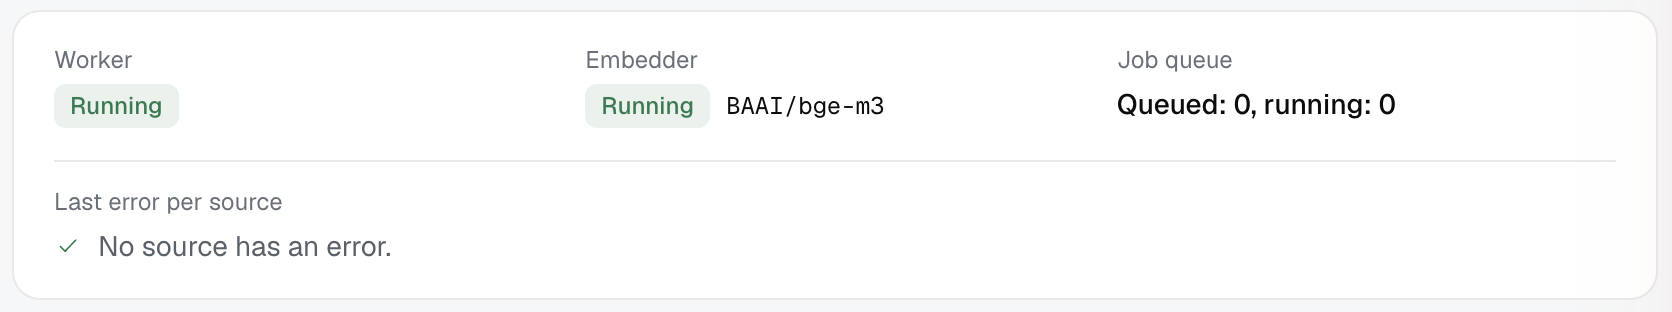 Worker
Running
Embedder
Running BAAI/bge-m3
Job queue
Queued: 0, running: 0
Last error per source
No source has an error.